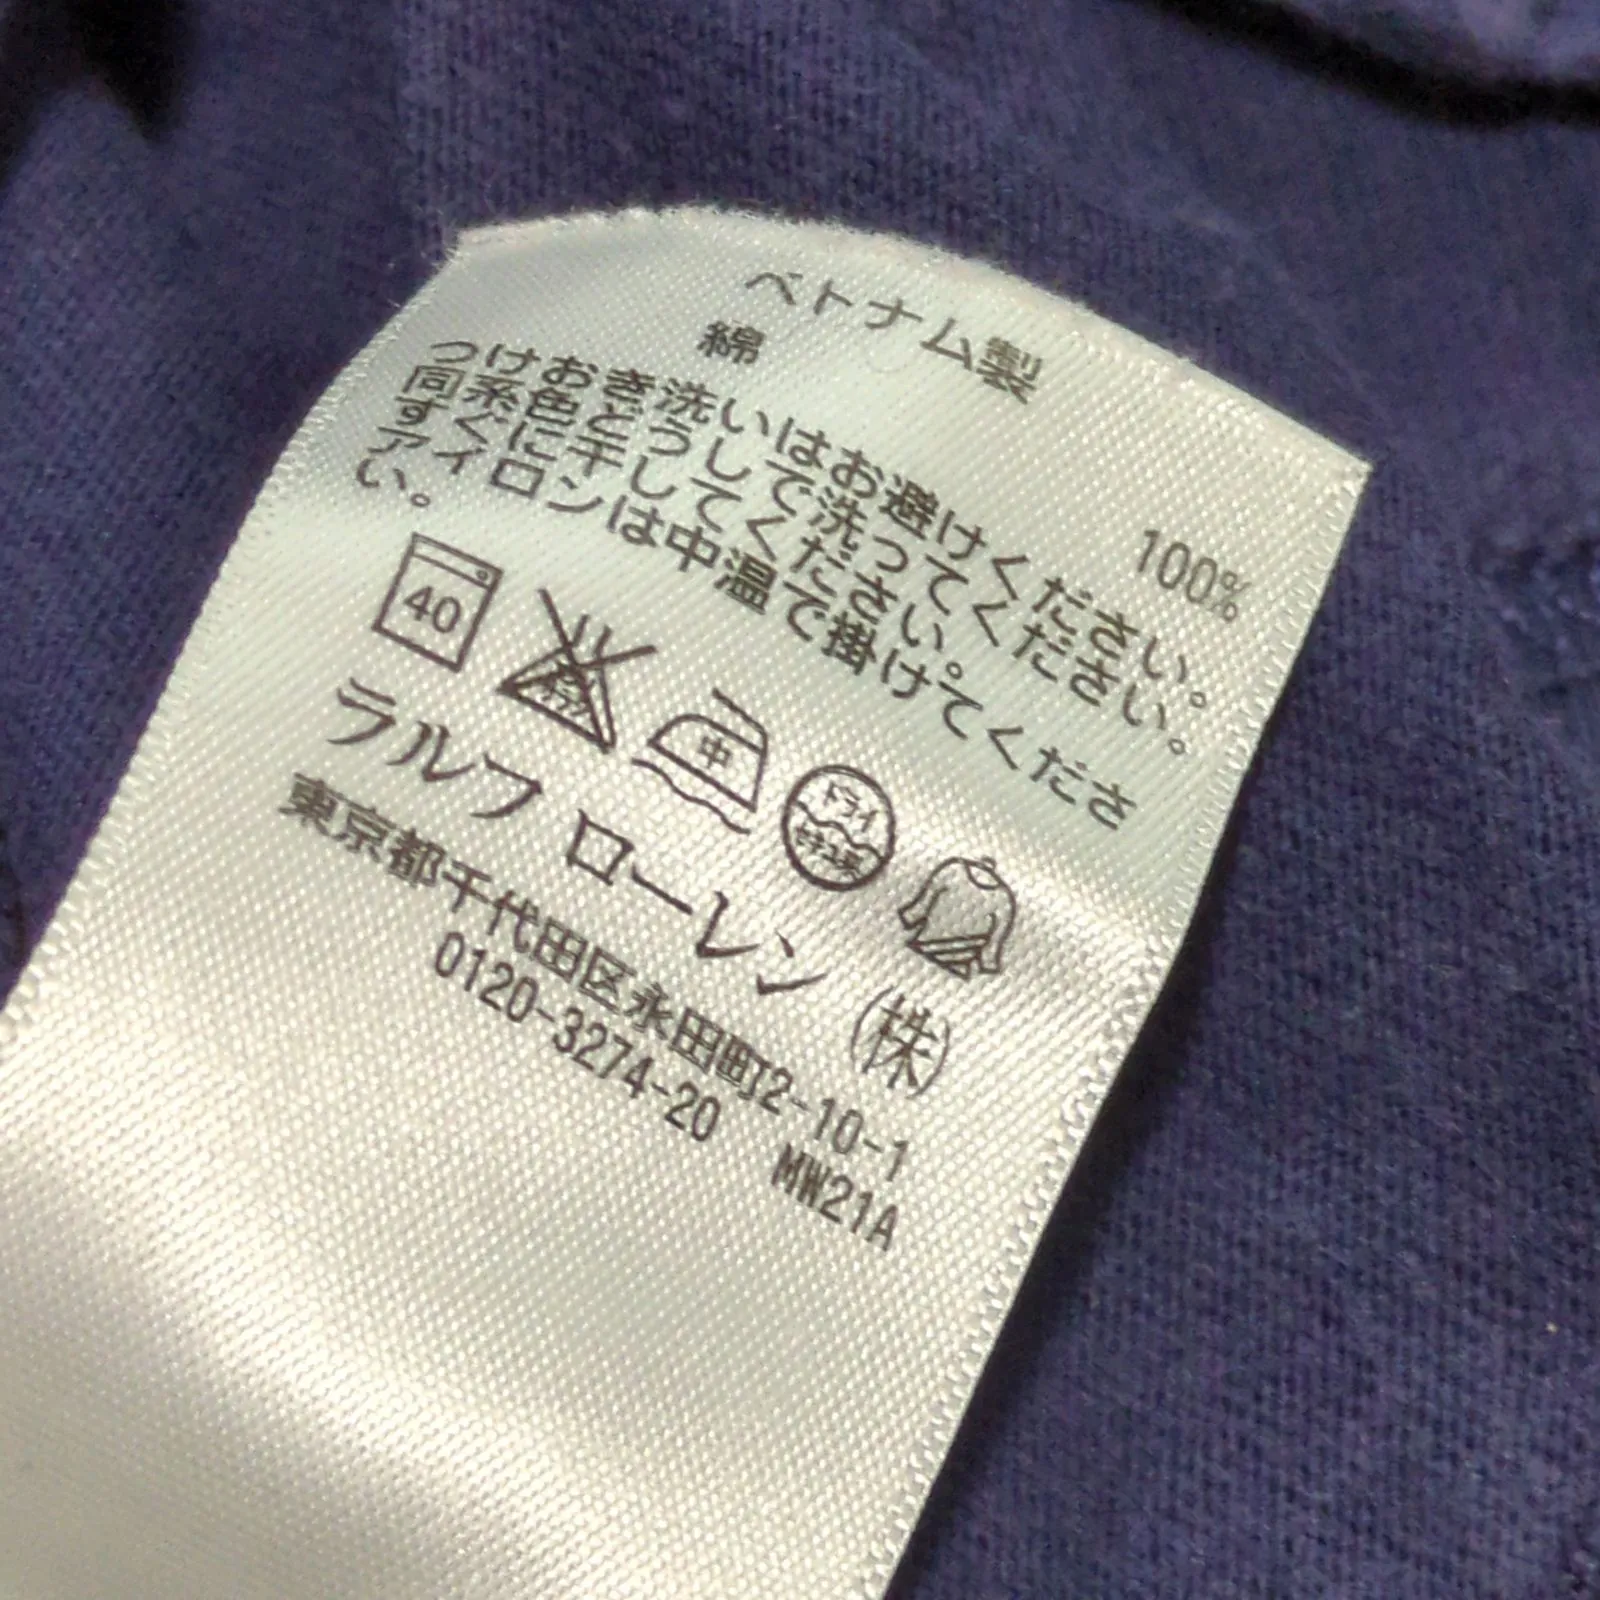 ベトナム製
綿 100%
つけおき洗いはお避けください。
同系色どうしで洗ってください。
すぐに干してください。
アイロンは中温で掛けてくださ
い。
40 中 ドライ
ラルフ ローレン (株)
東京都千代田区永田町2-10-1
0120-3274-20 MW21A